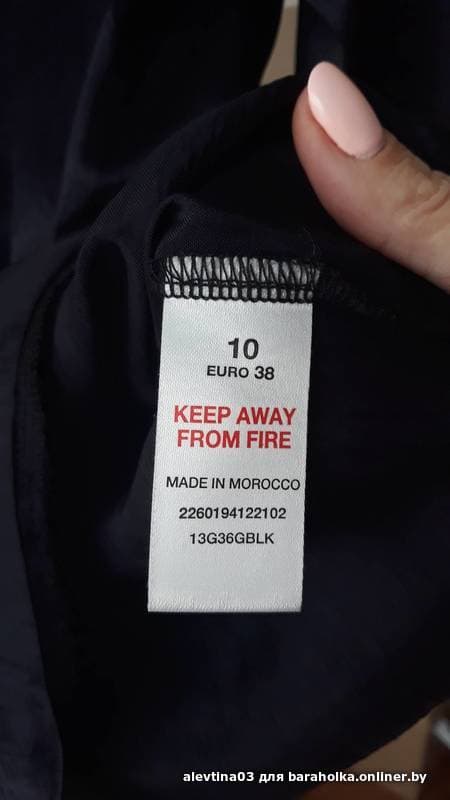 10
EURO 38
KEEP AWAY
FROM FIRE
MADE IN MOROCCO
2260194122102
13G36GBLK
alevtina03 для baraholka.onliner.by